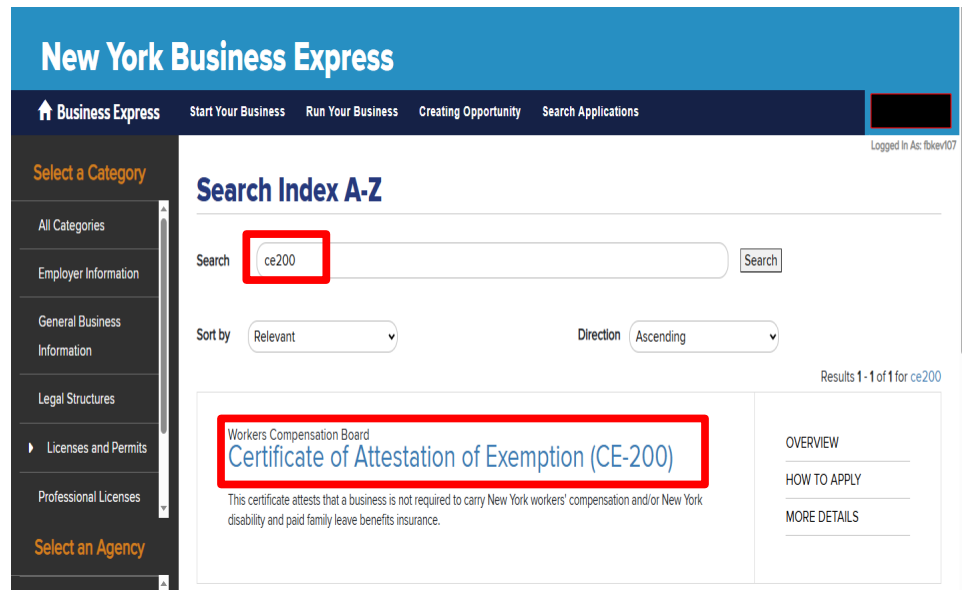 New York Business Express
Business Express
Start Your Business
Run Your Business
Creating Opportunity
Search Applications
Logged In As: fbkev107
Select a Category
All Categories
Employer Information
General Business
Information
Legal Structures
Licenses and Permits
Professional Licenses
Select an Agency
Search Index A-Z
Search
ce200
Search
Sort by
Relevant
Direction
Ascending
Results 1 - 1 of 1 for ce200
Workers Compensation Board
Certificate of Attestation of Exemption (CE-200)
This certificate attests that a business is not required to carry New York workers' compensation and/or New York
disability and paid family leave benefits insurance.
OVERVIEW
HOW TO APPLY
MORE DETAILS